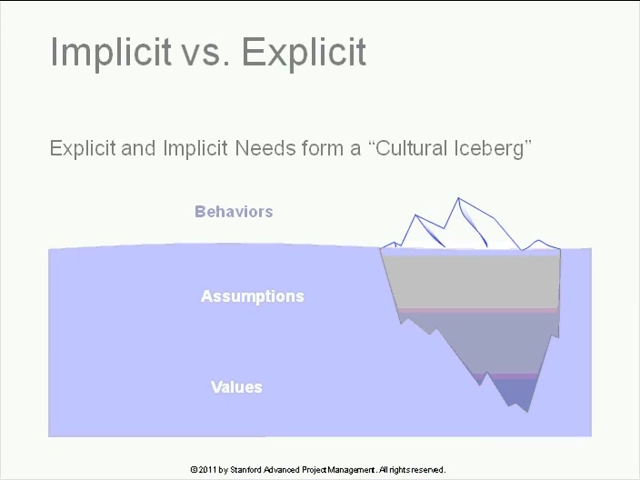 Implicit vs. Explicit
Explicit and Implicit Needs form a “Cultural Iceberg”
Behaviors
Assumptions
Values
©2011 by Stanford Advanced Project Management. All rights reserved.